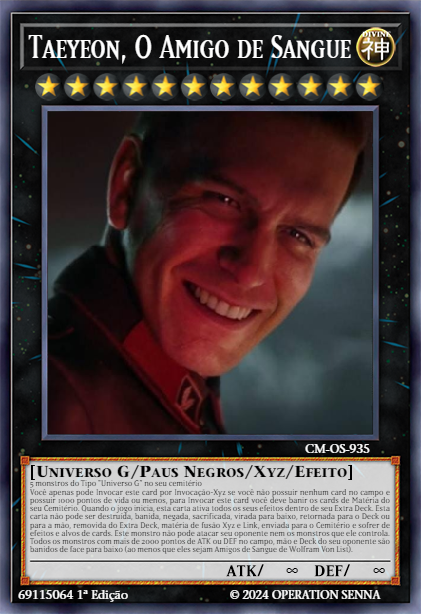 Taeyeon, O Amigo de Sangue
DIVINE
神
CM-OS-935
[Universo G/Paus Negros/Xyz/Efeito]
5 monstros do Tipo "Universo G" no seu cemitério
Você apenas pode Invocar este card por Invocação-Xyz se você não possuir nenhum card no campo e
possuir 1000 pontos de vida ou menos, para Invocar este card você deve banir os cards de Matéria do
seu Cemitério. Quando o jogo inicia, esta carta ativa todos os seus efeitos dentro de seu Extra Deck. Esta
carta não pode ser destruída, banida, negada, sacrificada, virada para baixo, retornada para o Deck ou
para a mão, removida do Extra Deck, matéria de fusão Xyz e Link, enviada para o Cemitério e sofrer de
efeitos e alvos de cards. Este monstro não pode atacar seu oponente nem os monstros que ele controla.
Todos os monstros com mais de 2000 pontos de ATK ou DEF no campo, mão e Deck do seu oponente são
banidos de face para baixo (ao menos que eles sejam Amigos de Sangue de Wolfram Von List).
ATK/ ∞ DEF/ ∞
69115064 1ª Edição © 2024 OPERATION SENNA